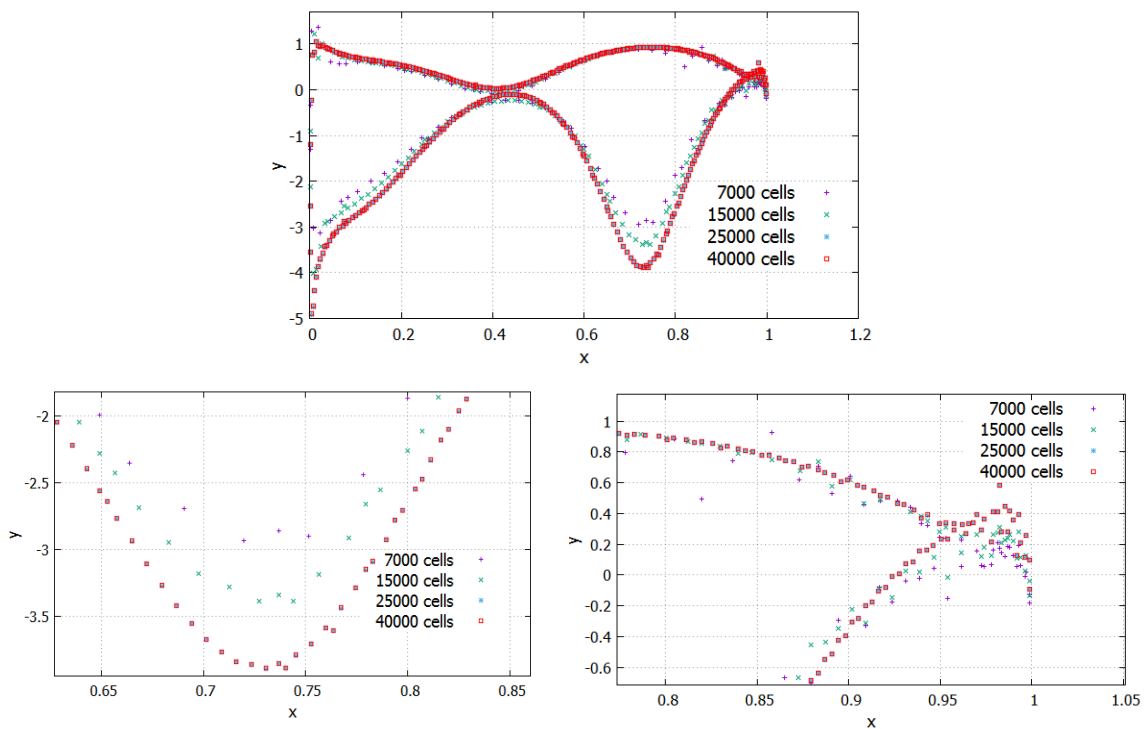 1
0
-1
-2
-3
-4
-5
y
7000 cells
15000 cells
25000 cells
40000 cells
0 0.2 0.4 0.6 0.8 1 1.2
x
-2
-2.5
-3
-3.5
y
7000 cells
15000 cells
25000 cells
40000 cells
0.65 0.7 0.75 0.8 0.85
x
1
0.8
0.6
0.4
0.2
0
-0.2
-0.4
-0.6
y
7000 cells
15000 cells
25000 cells
40000 cells
0.8 0.85 0.9 0.95 1 1.05
x